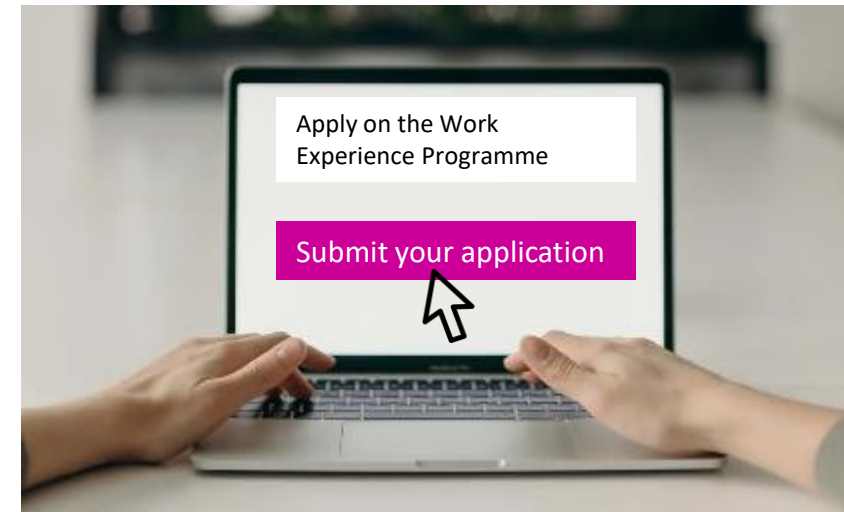 Apply on the Work
Experience Programme
Submit your application